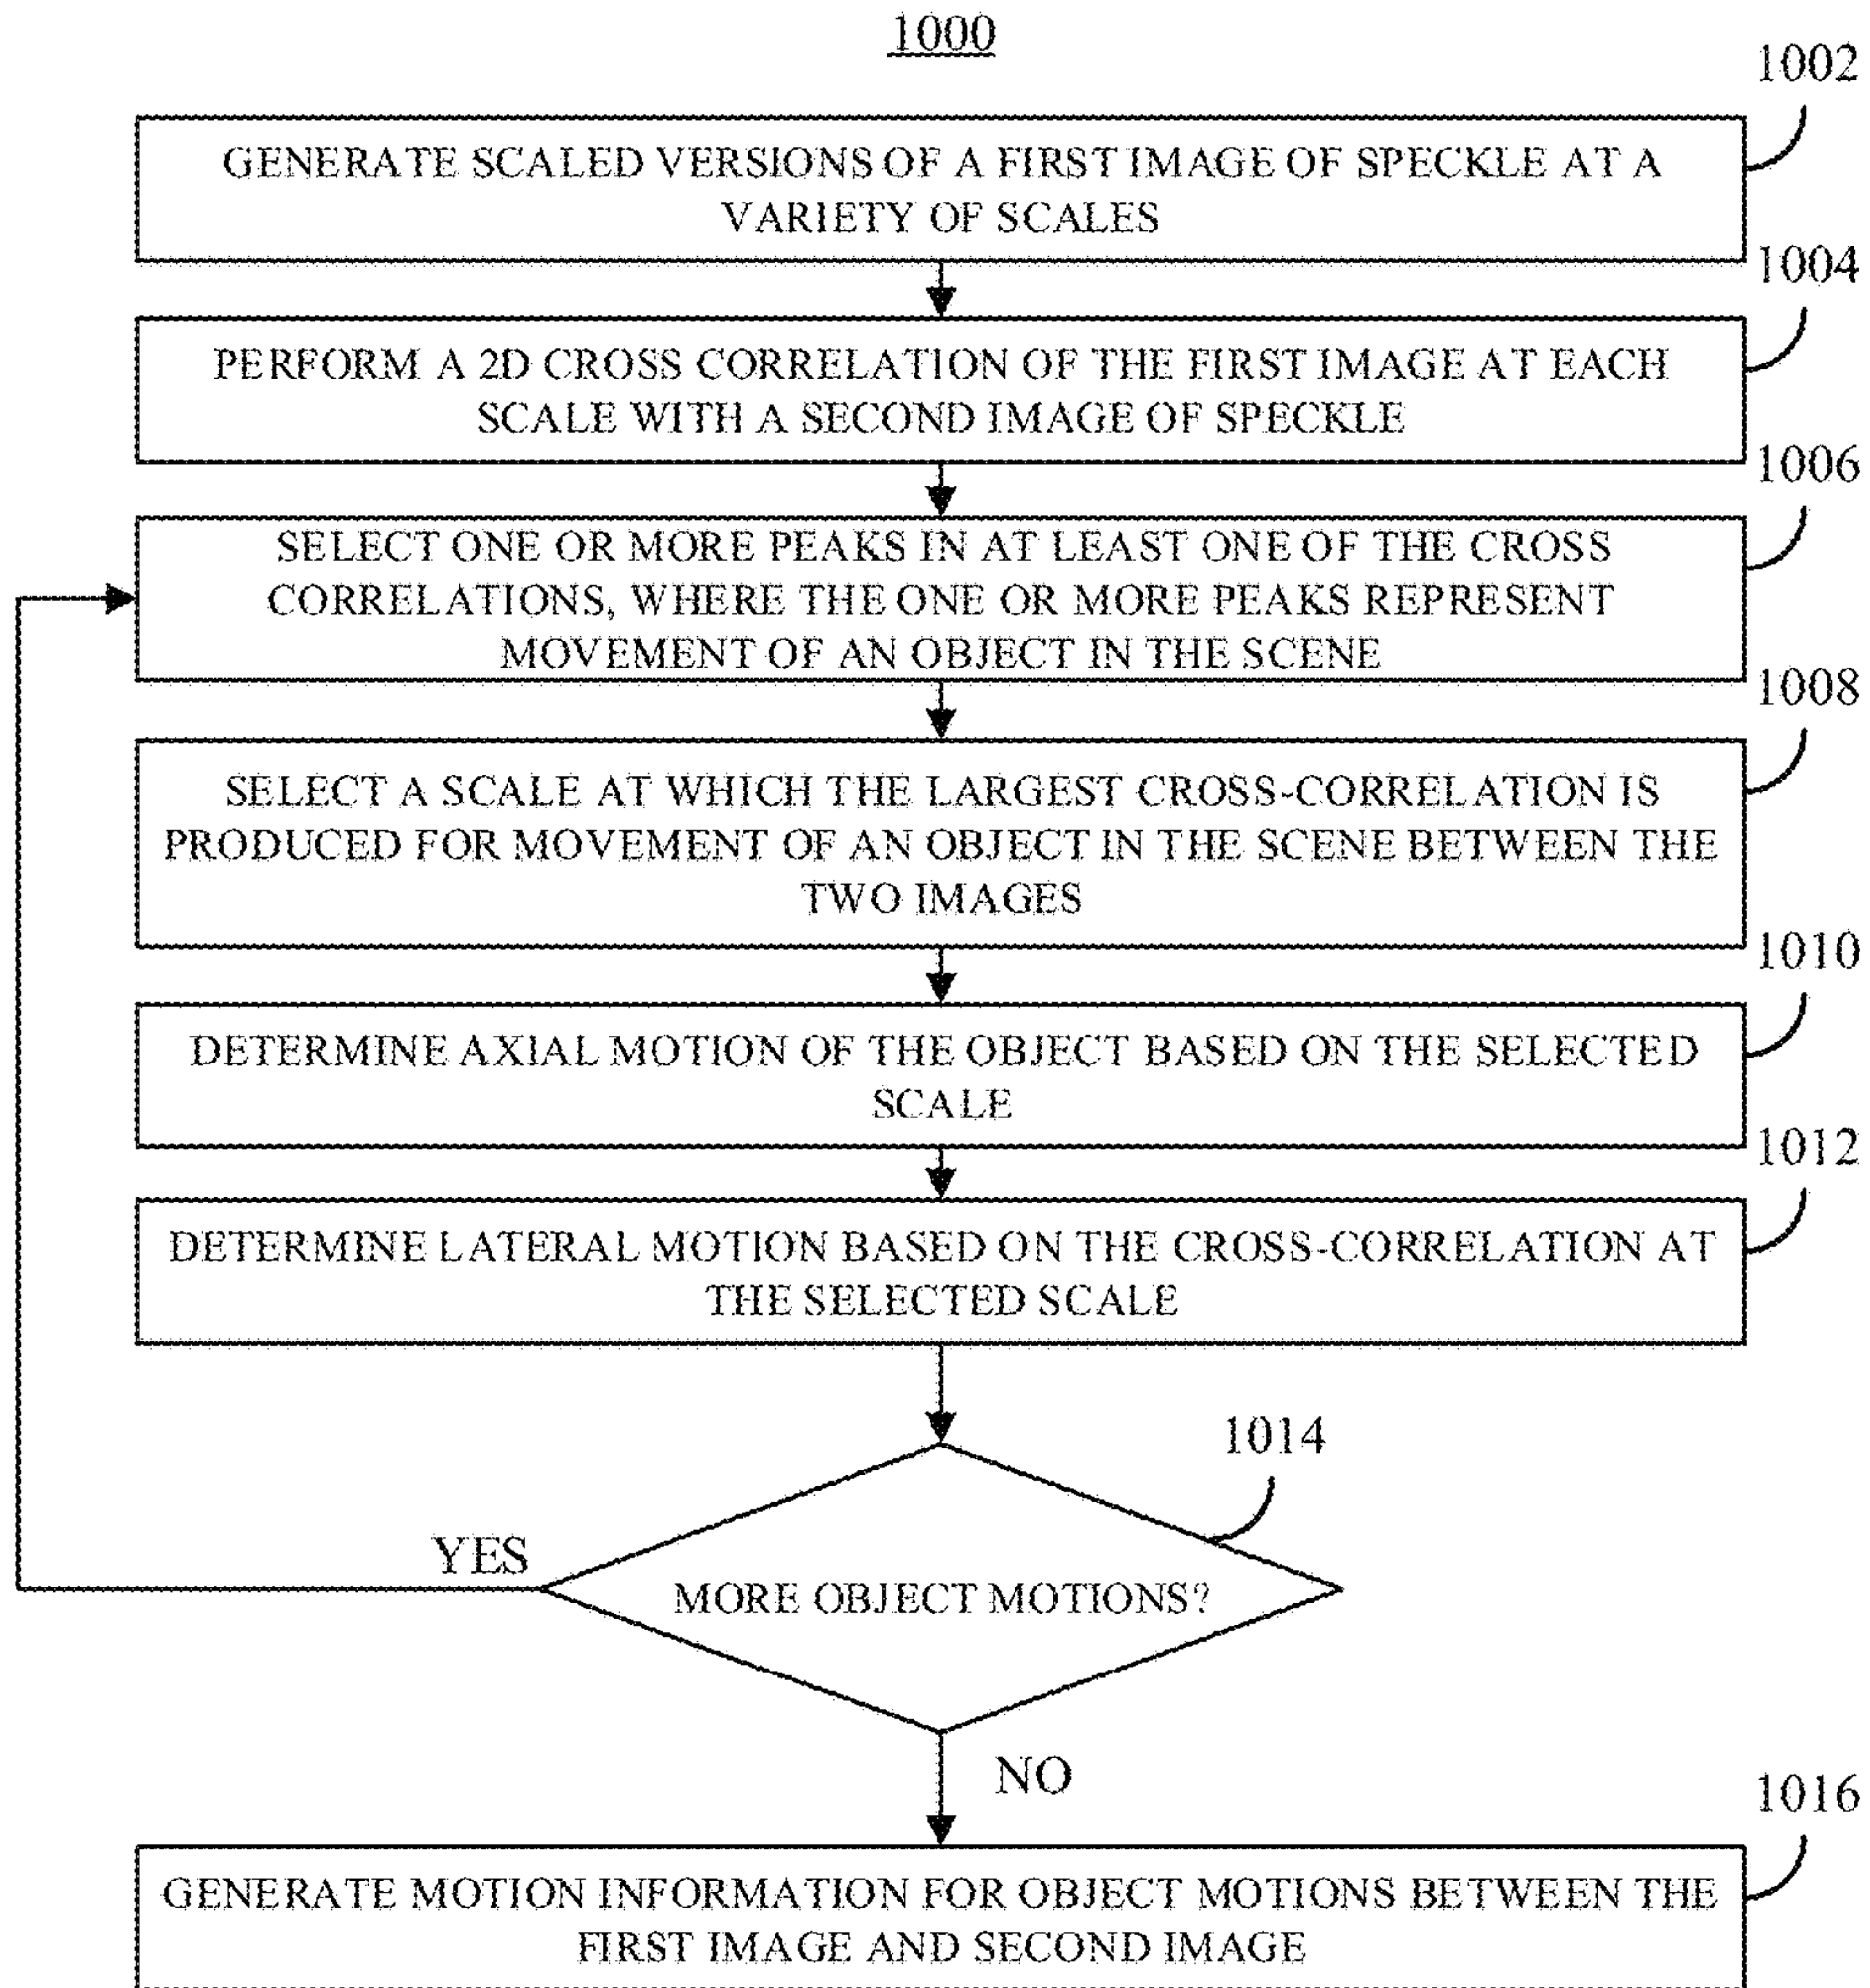 1000
1002
GENERATE SCALED VERSIONS OF A FIRST IMAGE OF SPECKLE AT A
VARIETY OF SCALES
1004
PERFORM A 2D CROSS CORRELATION OF THE FIRST IMAGE AT EACH
SCALE WITH A SECOND IMAGE OF SPECKLE
1006
SELECT ONE OR MORE PEAKS IN AT LEAST ONE OF THE CROSS
CORRELATIONS, WHERE THE ONE OR MORE PEAKS REPRESENT
MOVEMENT OF AN OBJECT IN THE SCENE
1008
SELECT A SCALE AT WHICH THE LARGEST CROSS-CORRELATION IS
PRODUCED FOR MOVEMENT OF AN OBJECT IN THE SCENE BETWEEN THE
TWO IMAGES
1010
DETERMINE AXIAL MOTION OF THE OBJECT BASED ON THE SELECTED
SCALE
1012
DETERMINE LATERAL MOTION BASED ON THE CROSS-CORRELATION AT
THE SELECTED SCALE
1014
YES
MORE OBJECT MOTIONS?
NO
1016
GENERATE MOTION INFORMATION FOR OBJECT MOTIONS BETWEEN THE
FIRST IMAGE AND SECOND IMAGE